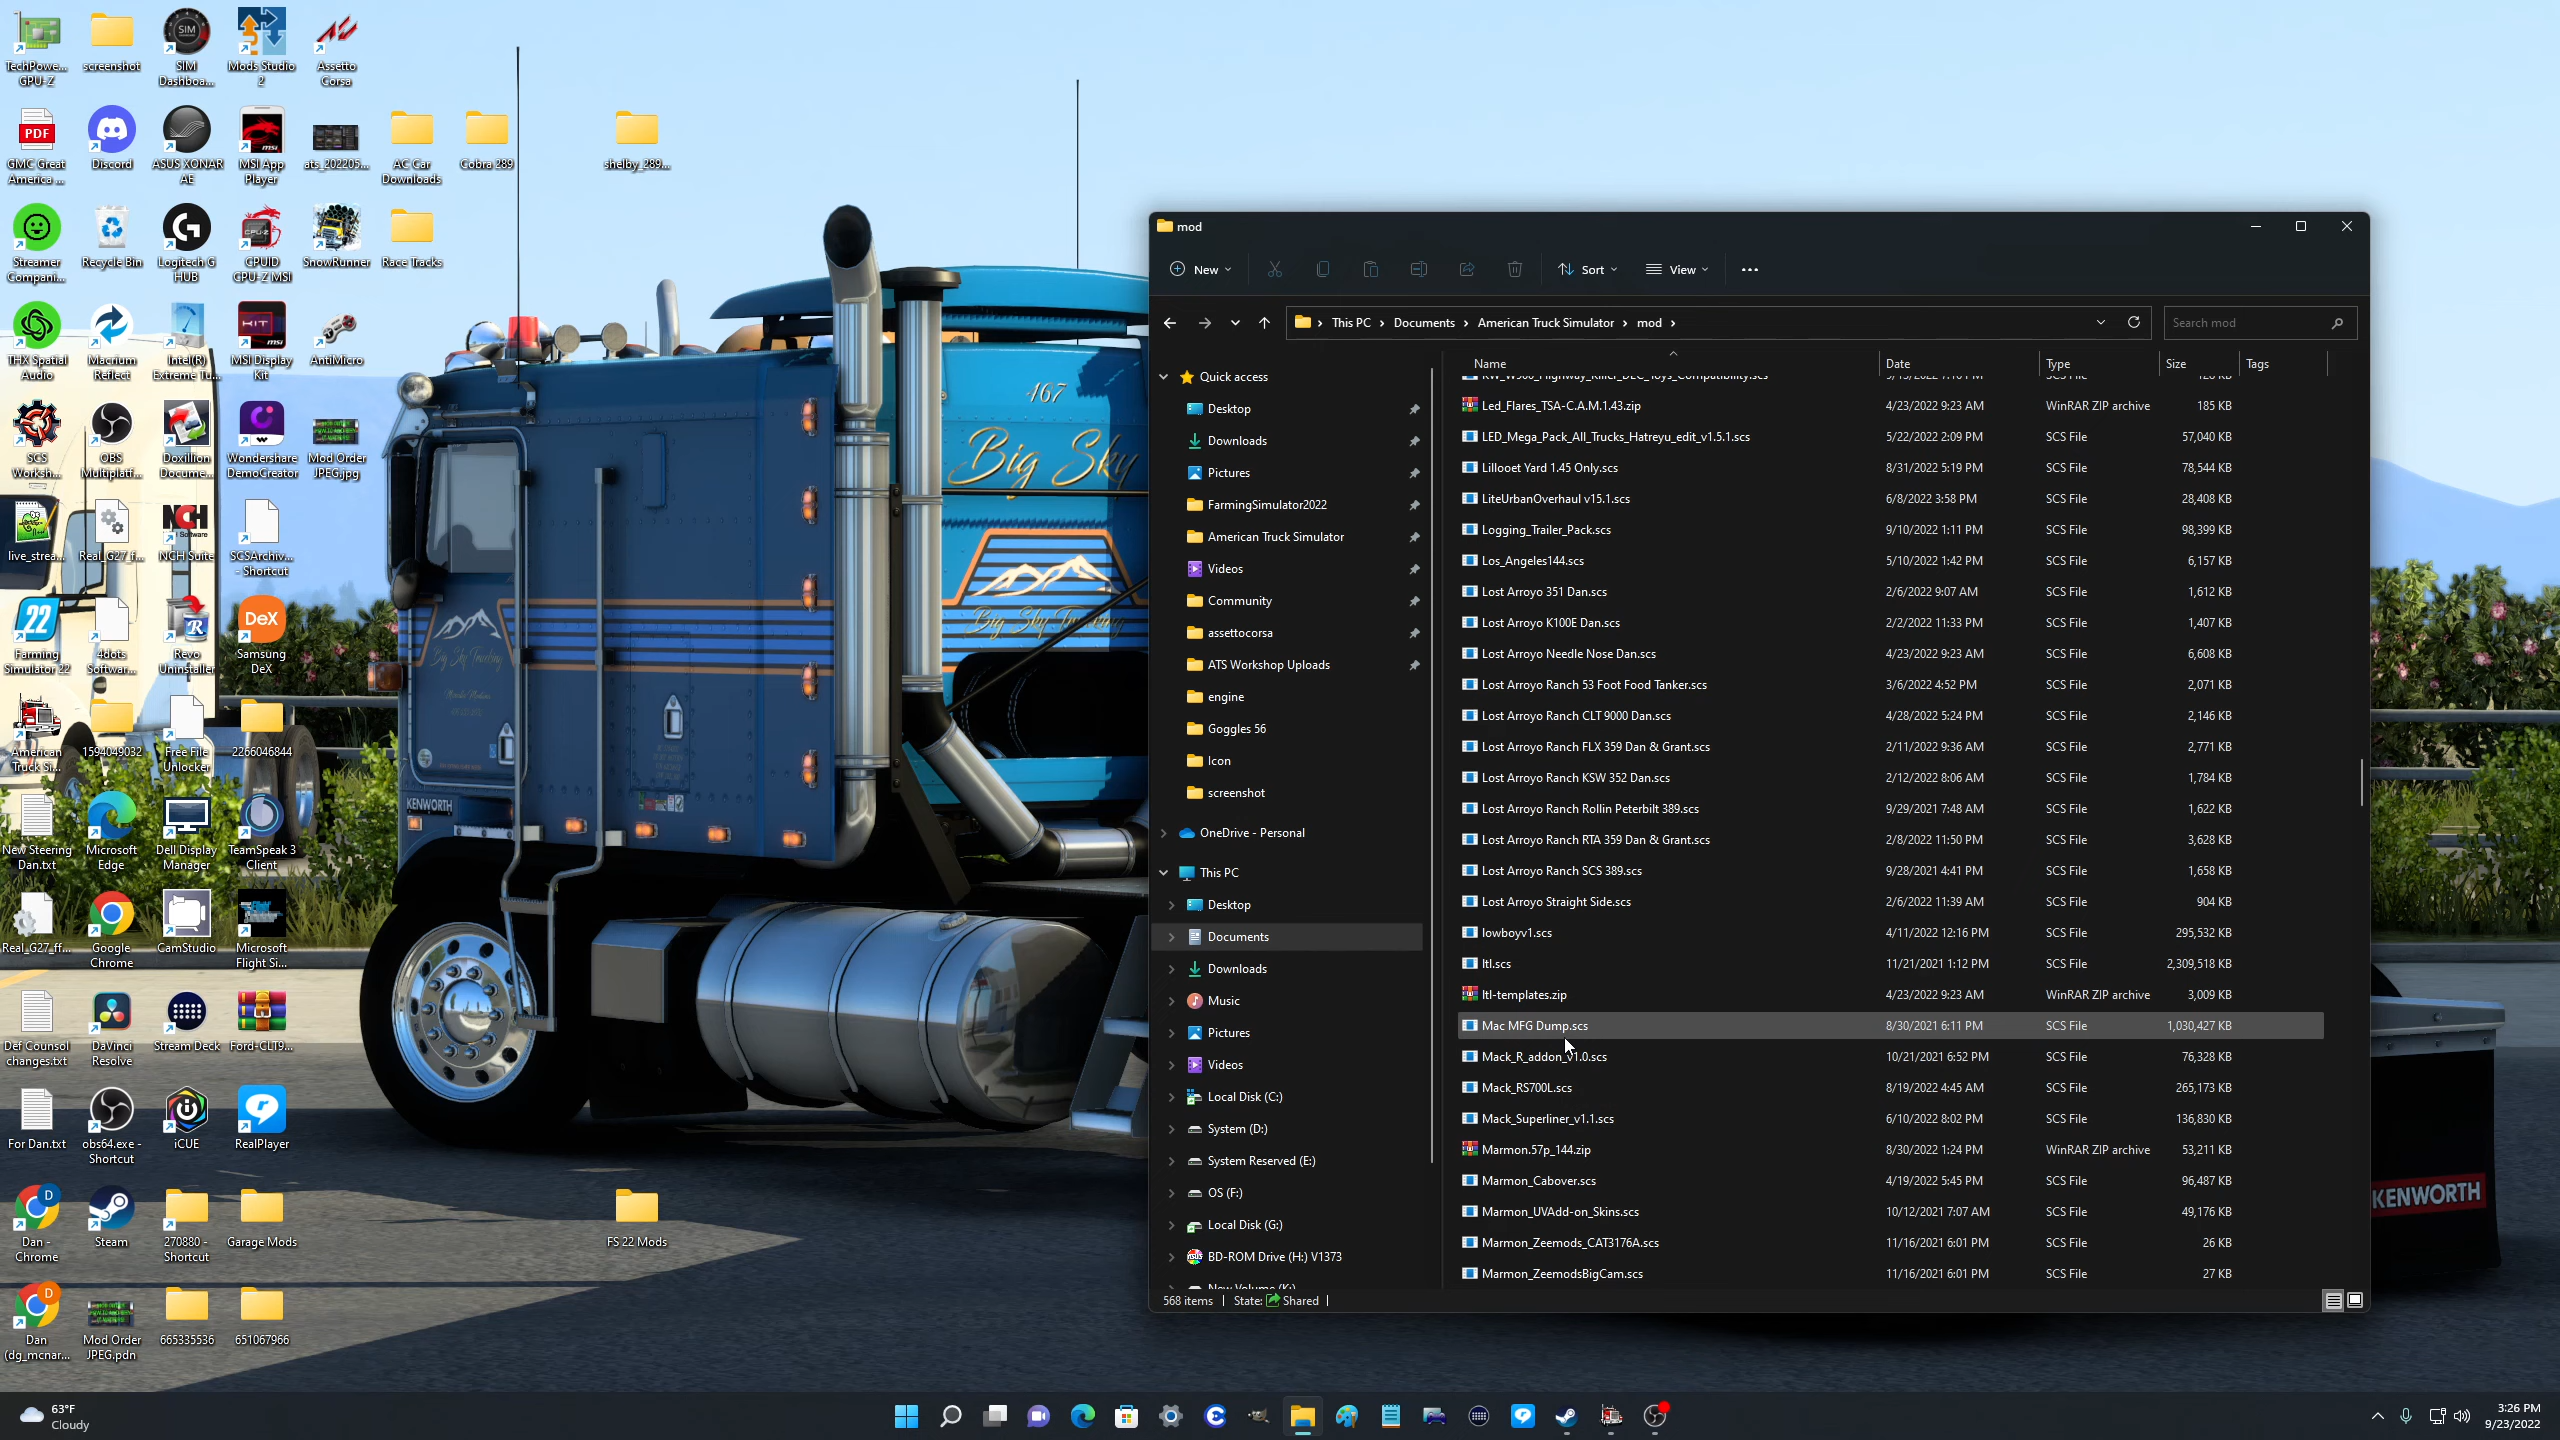 TechPowe...
GPU-Z
screenshot
SIM
Dashboa...
Mods Studio
2
Assetto
Corsa
GMC Great
America ...
Discord
ASUS XONAR
AE
MSI App
Player
ats_202205...
AC Car
Downloads
Cobra 289
shelby_289...
Streamer
Compani...
Recycle Bin
Logitech G
HUB
CPUID
CPU-Z MSI
SnowRunner
Race Tracks
THX Spatial
Audio
Macrium
Reflect
Intel(R)
Extreme Tu...
MSI Display
Kit
AntiMicro
SCS
Worksh...
OBS
Multiplatf...
Doxillion
Docume...
Wondershare
DemoCreator
Mod Order
JPEG.jpg
live_strea...
Real_G27_f...
NCH Suite
SCSArchiv...
- Shortcut
Farming
Simulator 22
4dots
Softwar...
Revo
Uninstaller
Samsung
DeX
American
Truck Si...
1594049032
Free File
Unlocker
2266046844
New Steering
Dan.txt
Microsoft
Edge
Dell Display
Manager
TeamSpeak 3
Client
Real_G27_ff...
Google
Chrome
CamStudio
Microsoft
Flight Si...
Def Counsol
changes.txt
DaVinci
Resolve
Stream Deck
Ford-CLT9...
For Dan.txt
obs64.exe -
Shortcut
iCUE
RealPlayer
Dan -
Chrome
Steam
270880 -
Shortcut
Garage Mods
FS 22 Mods
Dan
(dg_mcnar...
Mod Order
JPEG.pdn
665335536
651067966
167
Big Sky
Big Sky Trucking
Big Sky Trucking
KENWORTH
KENWORTH
mod
New
Sort
View
This PC > Documents > American Truck Simulator > mod >
Search mod
Name Date Type Size Tags
Quick access
Desktop
Downloads
Pictures
FarmingSimulator2022
American Truck Simulator
Videos
Community
assettocorsa
ATS Workshop Uploads
engine
Goggles 56
Icon
screenshot
OneDrive - Personal
This PC
Desktop
Documents
Downloads
Music
Pictures
Videos
Local Disk (C:)
System (D:)
System Reserved (E:)
OS (F:)
Local Disk (G:)
BD-ROM Drive (H:) V1373
New Volume (K:)
KW_W900_Highway_Killer_DLC_Toys_Compatibility.scs
Led_Flares_TSA-C.A.M.1.43.zip 4/23/2022 9:23 AM WinRAR ZIP archive 185 KB
LED_Mega_Pack_All_Trucks_Hatreyu_edit_v1.5.1.scs 5/22/2022 2:09 PM SCS File 57,040 KB
Lillooet Yard 1.45 Only.scs 8/31/2022 5:19 PM SCS File 78,544 KB
LiteUrbanOverhaul v15.1.scs 6/8/2022 3:58 PM SCS File 28,408 KB
Logging_Trailer_Pack.scs 9/10/2022 1:11 PM SCS File 98,399 KB
Los_Angeles144.scs 5/10/2022 1:42 PM SCS File 6,157 KB
Lost Arroyo 351 Dan.scs 2/6/2022 9:07 AM SCS File 1,612 KB
Lost Arroyo K100E Dan.scs 2/2/2022 11:33 PM SCS File 1,407 KB
Lost Arroyo Needle Nose Dan.scs 4/23/2022 9:23 AM SCS File 6,608 KB
Lost Arroyo Ranch 53 Foot Food Tanker.scs 3/6/2022 4:52 PM SCS File 2,071 KB
Lost Arroyo Ranch CLT 9000 Dan.scs 4/28/2022 5:24 PM SCS File 2,146 KB
Lost Arroyo Ranch FLX 359 Dan & Grant.scs 2/11/2022 9:36 AM SCS File 2,771 KB
Lost Arroyo Ranch KSW 352 Dan.scs 2/12/2022 8:06 AM SCS File 1,784 KB
Lost Arroyo Ranch Rollin Peterbilt 389.scs 9/29/2021 7:48 AM SCS File 1,622 KB
Lost Arroyo Ranch RTA 359 Dan & Grant.scs 2/8/2022 11:50 PM SCS File 3,628 KB
Lost Arroyo Ranch SCS 389.scs 9/28/2021 4:41 PM SCS File 1,658 KB
Lost Arroyo Straight Side.scs 2/6/2022 11:39 AM SCS File 904 KB
lowboyv1.scs 4/11/2022 12:16 PM SCS File 295,532 KB
ltl.scs 11/21/2021 1:12 PM SCS File 2,309,518 KB
ltl-templates.zip 4/23/2022 9:23 AM WinRAR ZIP archive 3,009 KB
Mac MFG Dump.scs 8/30/2021 6:11 PM SCS File 1,030,427 KB
Mack_R_addon_v1.0.scs 10/21/2021 6:52 PM SCS File 76,328 KB
Mack_RS700L.scs 8/19/2022 4:45 AM SCS File 265,173 KB
Mack_Superliner_v1.1.scs 6/10/2022 8:02 PM SCS File 136,830 KB
Marmon.57p_144.zip 8/30/2022 1:24 PM WinRAR ZIP archive 53,211 KB
Marmon_Cabover.scs 4/19/2022 5:45 PM SCS File 96,487 KB
Marmon_UVAdd-on_Skins.scs 10/12/2021 7:07 AM SCS File 49,176 KB
Marmon_Zeemods_CAT3176A.scs 11/16/2021 6:01 PM SCS File 26 KB
Marmon_ZeemodsBigCam.scs 11/16/2021 6:01 PM SCS File 27 KB
568 items State: Shared
63°F
Cloudy
3:26 PM
9/23/2022